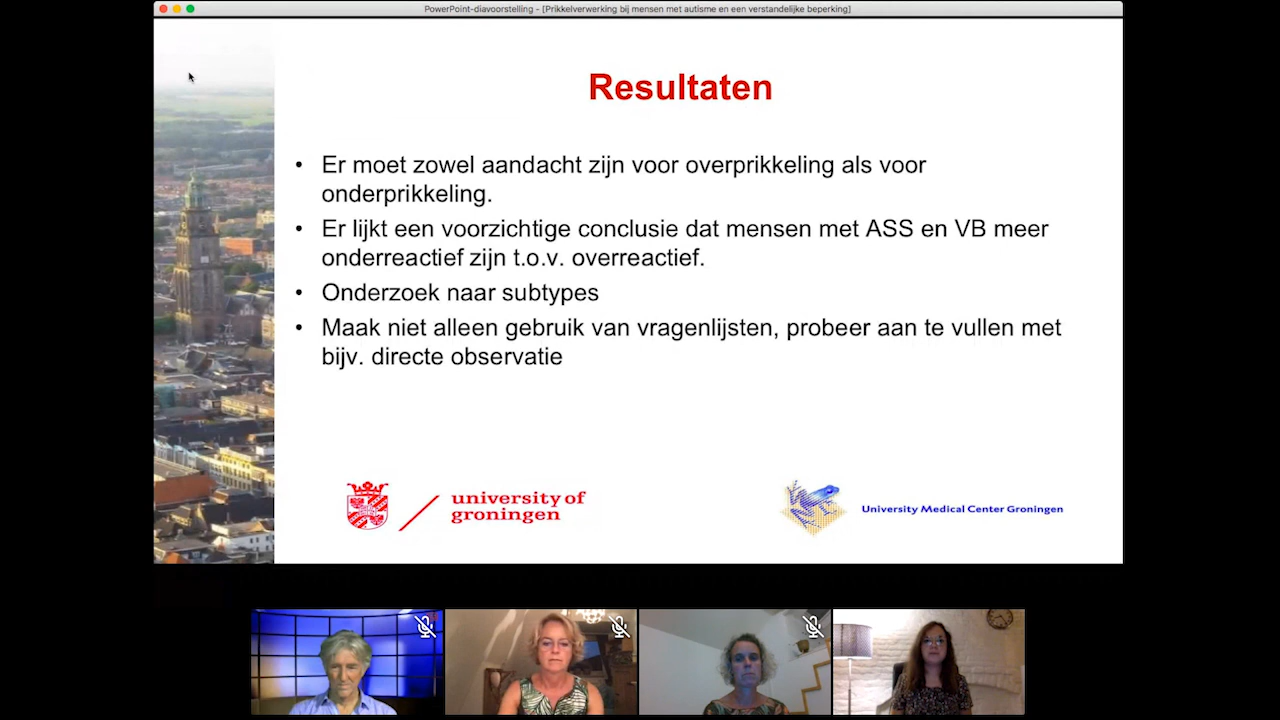 PowerPoint-diavoorstelling - [Prikkelverwerking bij mensen met autisme en een verstandelijke beperking]
Resultaten
• Er moet zowel aandacht zijn voor overprikkeling als voor
onderprikkeling.
• Er lijkt een voorzichtige conclusie dat mensen met ASS en VB meer
onderreactief zijn t.o.v. overreactief.
• Onderzoek naar subtypes
• Maak niet alleen gebruik van vragenlijsten, probeer aan te vullen met
bijv. directe observatie
university of
groningen
University Medical Center Groningen